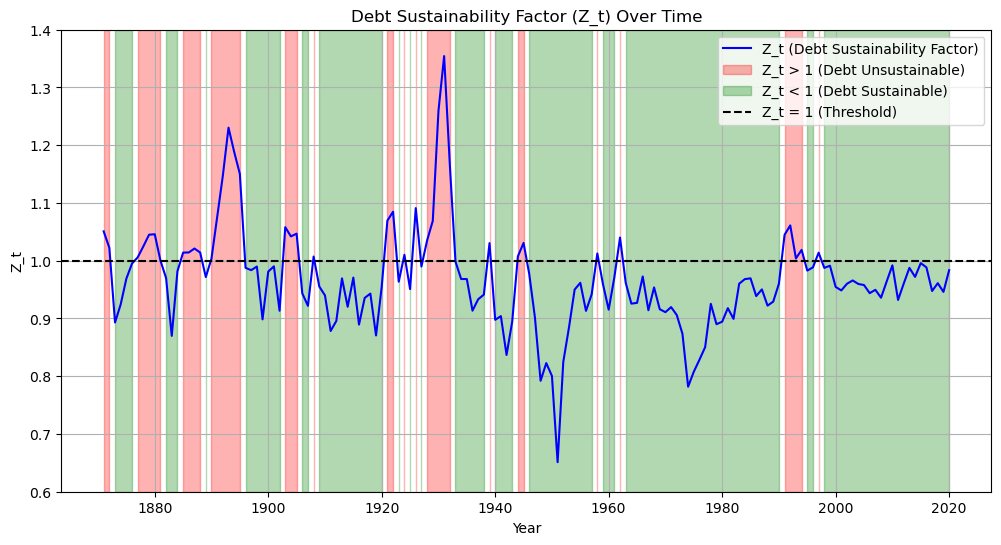 Debt Sustainability Factor (Z_t) Over Time
Z_t (Debt Sustainability Factor)
Z_t > 1 (Debt Unsustainable)
Z_t < 1 (Debt Sustainable)
Z_t = 1 (Threshold)
Z_t
1.4
1.3
1.2
1.1
1.0
0.9
0.8
0.7
0.6
1880 1900 1920 1940 1960 1980 2000 2020
Year